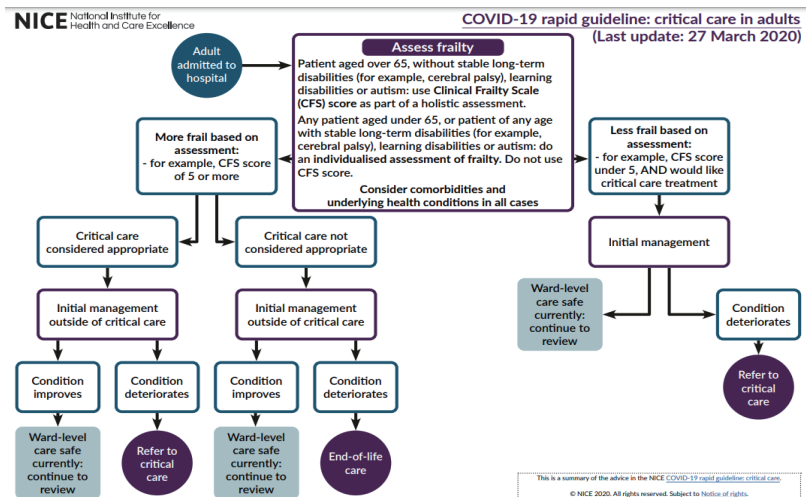 NICE National Institute for
Health and Care Excellence
COVID-19 rapid guideline: critical care in adults
(Last update: 27 March 2020)
Adult
admitted to
hospital
Assess frailty
Patient aged over 65, without stable long-term
disabilities (for example, cerebral palsy), learning
disabilities or autism: use Clinical Frailty Scale
(CFS) score as part of a holistic assessment.
Any patient aged under 65, or patient of any age
with stable long-term disabilities (for example,
cerebral palsy), learning disabilities or autism: do
an individualised assessment of frailty. Do not use
CFS score.
Consider comorbidities and
underlying health conditions in all cases
More frail based on
assessment:
- for example, CFS score
of 5 or more
Less frail based on
assessment:
- for example, CFS score
under 5, AND would like
critical care treatment
Critical care
considered appropriate
Critical care not
considered appropriate
Initial management
Initial management
outside of critical care
Initial management
outside of critical care
Ward-level
care safe
currently:
continue to
review
Condition
deteriorates
Condition
improves
Condition
deteriorates
Condition
improves
Condition
deteriorates
Refer to
critical
care
Ward-level
care safe
currently:
continue to
review
Refer to
critical
care
Ward-level
care safe
currently:
continue to
review
End-of-life
care
This is a summary of the advice in the NICE COVID-19 rapid guideline: critical care.
© NICE 2020. All rights reserved. Subject to Notice of rights.